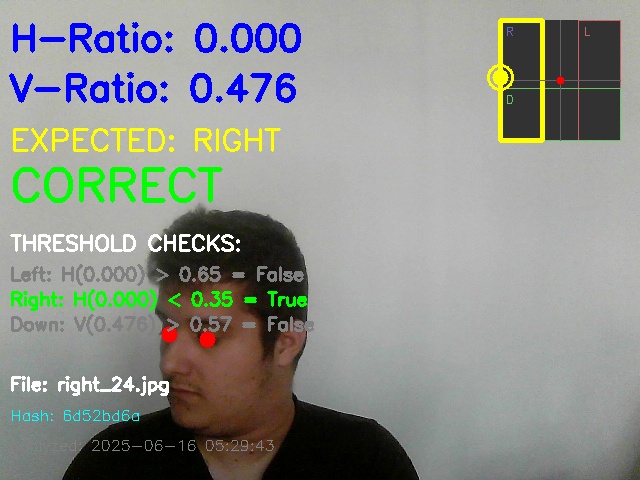 H-Ratio: 0.000
V-Ratio: 0.476
EXPECTED: RIGHT
CORRECT
THRESHOLD CHECKS:
Left: H(0.000) > 0.65 = False
Right: H(0.000) < 0.35 = True
Down: V(0.476) > 0.57 = False
File: right_24.jpg
Hash: 6d52bd6a
2025-06-16 05:29:43
R
L
D